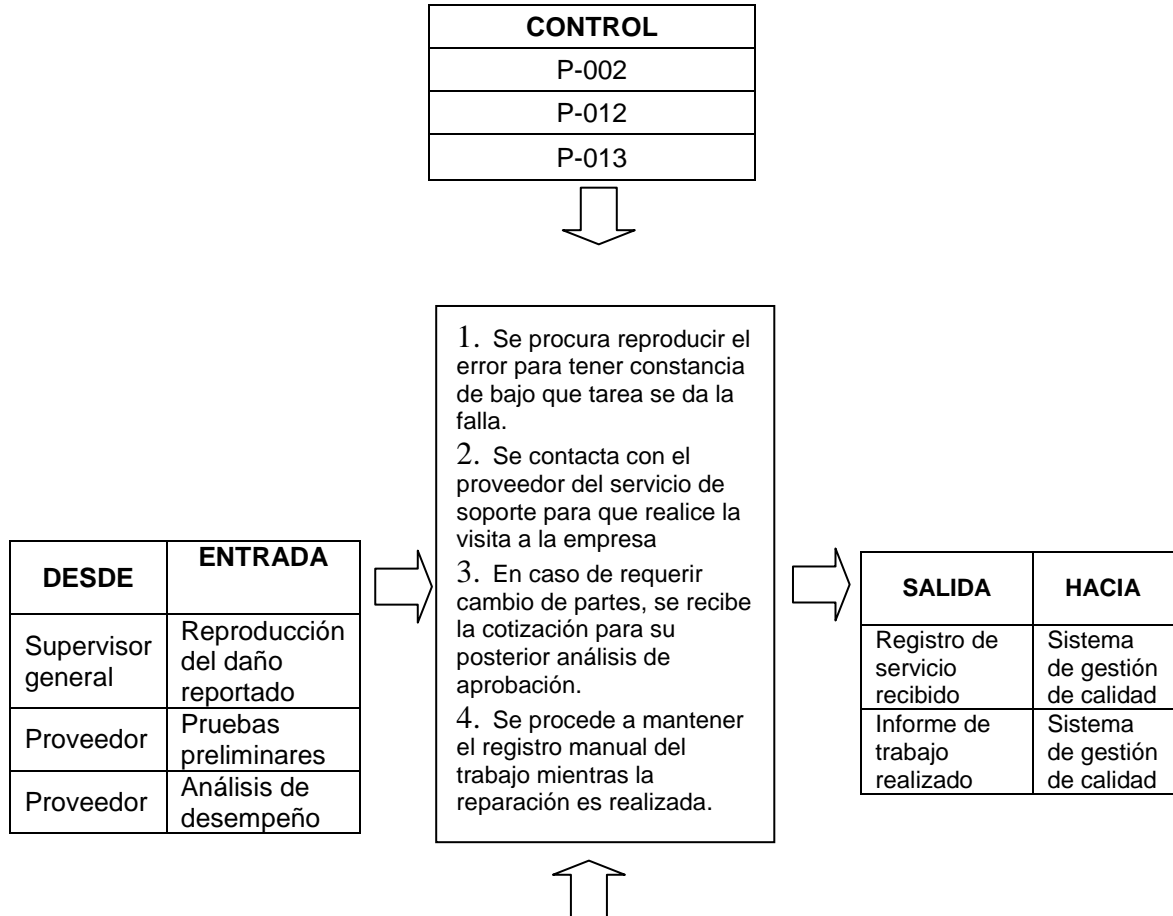 CONTROL
P-002
P-012
P-013
1. Se procura reproducir el
error para tener constancia
de bajo que tarea se da la
falla.
2. Se contacta con el
proveedor del servicio de
soporte para que realice la
visita a la empresa
3. En caso de requerir
cambio de partes, se recibe
la cotización para su
posterior análisis de
aprobación.
4. Se procede a mantener
el registro manual del
trabajo mientras la
reparación es realizada.
DESDE ENTRADA
Supervisor general Reproducción
del daño
reportado
Proveedor Pruebas
preliminares
Proveedor Análisis de
desempeño
SALIDA HACIA
Registro de Sistema
servicio de gestión
recibido de calidad
Informe de Sistema
trabajo de gestión
realizado de calidad